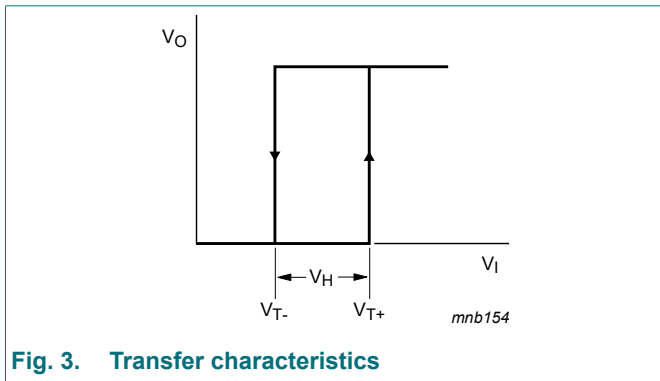 VO
VI
VH
VT-
VT+
mnb154
Fig. 3. Transfer characteristics